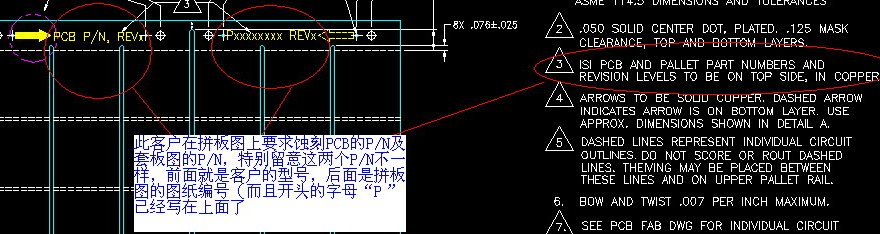 ASME Y14.5 DIMENSIONS AND TOLERANCES
3
8X .076±.025
PCB P/N, REVx
Pxxxxxxxx REVx
2 .050 SOLID CENTER DOT, PLATED. .125 MASK
CLEARANCE, TOP AND BOTTOM LAYERS.
3 ISI PCB AND PALLET PART NUMBERS AND
REVISION LEVELS TO BE ON TOP SIDE, IN COPPER
4 ARROWS TO BE SOLID COPPER. DASHED ARROW
INDICATES ARROW IS ON BOTTOM LAYER. USE
APPROX. DIMENSIONS SHOWN IN DETAIL A.
5 DASHED LINES REPRESENT INDIVIDUAL CIRCUIT
OUTLINES. DO NOT SCORE OR ROUT DASHED
LINES. THEIVING MAY BE PLACED BETWEEN
THESE LINES AND ON UPPER PALLET RAIL.
6. BOW AND TWIST .007 PER INCH MAXIMUM.
7. SEE PCB FAB DWG FOR INDIVIDUAL CIRCUIT
此客户在拼板图上要求蚀刻PCB的P/N及
套板图的P/N，特别留意这两个P/N不一
样，前面就是客户的型号，后面是拼板
图的图纸编号（而且开头的字母“P ”
已经写在上面了